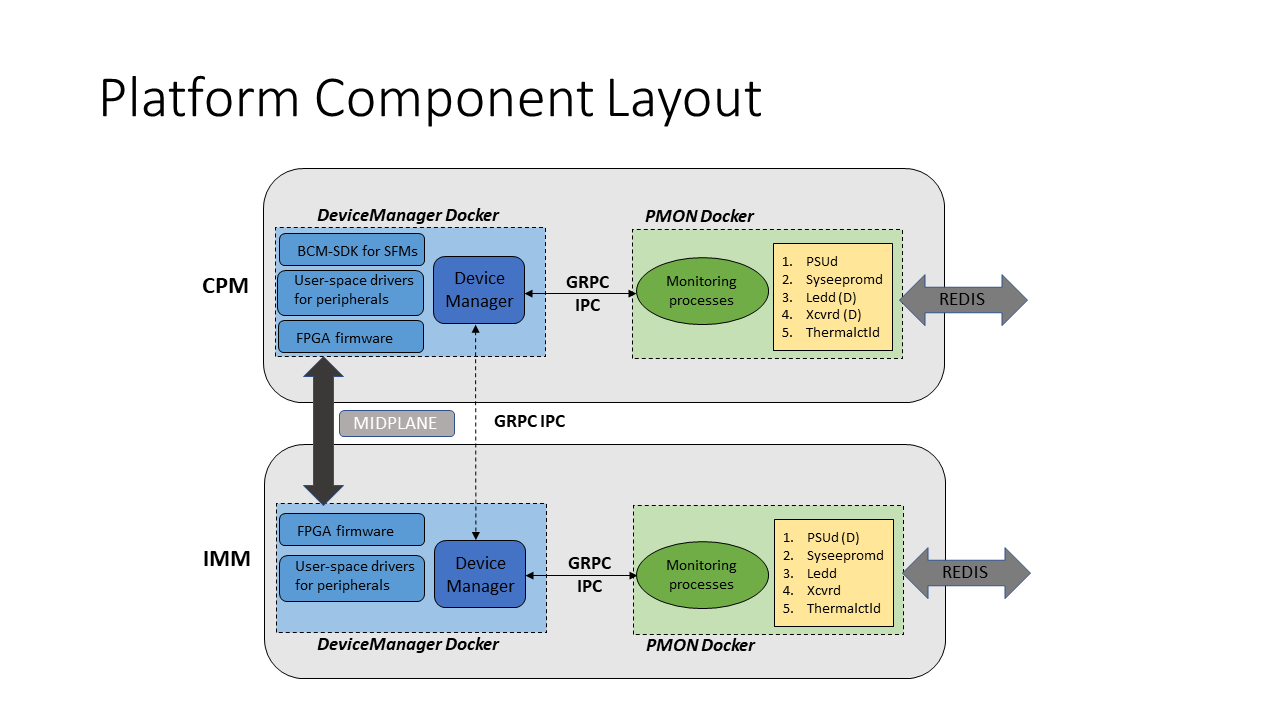 Platform Component Layout
DeviceManager Docker
PMON Docker
CPM
BCM-SDK for SFMs
User-space drivers
for peripherals
FPGA firmware
Device
Manager
GRPC
IPC
Monitoring
processes
1. PSUd
2. Syseepromd
3. Ledd (D)
4. Xcvrd (D)
5. Thermalctld
REDIS
MIDPLANE
GRPC IPC
IMM
FPGA firmware
User-space drivers
for peripherals
Device
Manager
GRPC
IPC
Monitoring
processes
1. PSUd (D)
2. Syseepromd
3. Ledd
4. Xcvrd
5. Thermalctld
REDIS
DeviceManager Docker
PMON Docker